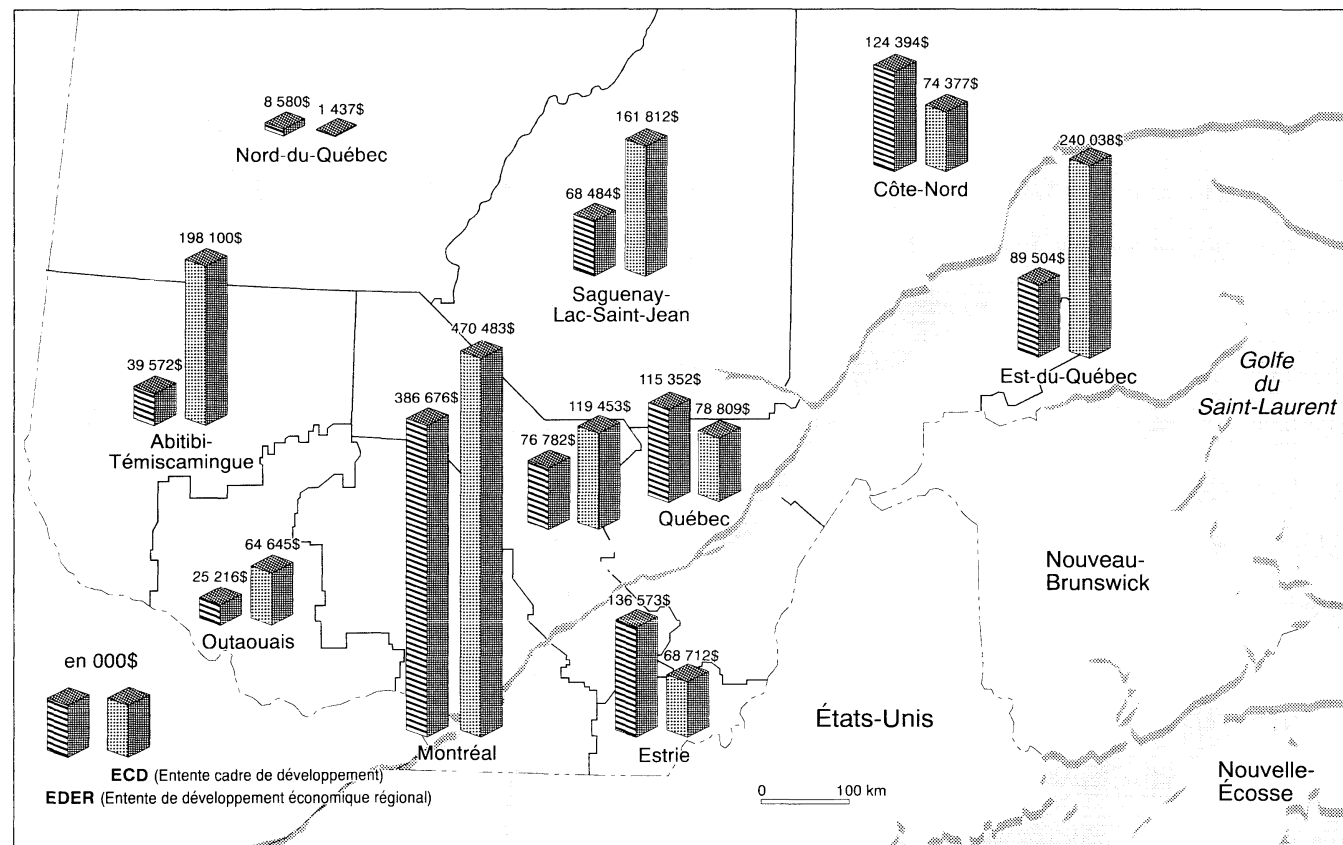 124 394$
74 377$
Côte-Nord
8 580$
1 437$
Nord-du-Québec
161 812$
68 484$
Saguenay-
Lac-Saint-Jean
240 038$
89 504$
Est-du-Québec
198 100$
39 572$
Abitibi-
Témiscamingue
470 483$
386 676$
Montréal
119 453$
76 782$
115 352$
78 809$
Québec
Golfe
du
Saint-Laurent
64 645$
25 216$
Outaouais
Nouveau-
Brunswick
136 573$
68 712$
Estrie
États-Unis
Nouvelle-
Écosse
en 000$
ECD (Entente cadre de développement)
EDER (Entente de développement économique régional)
0 100 km